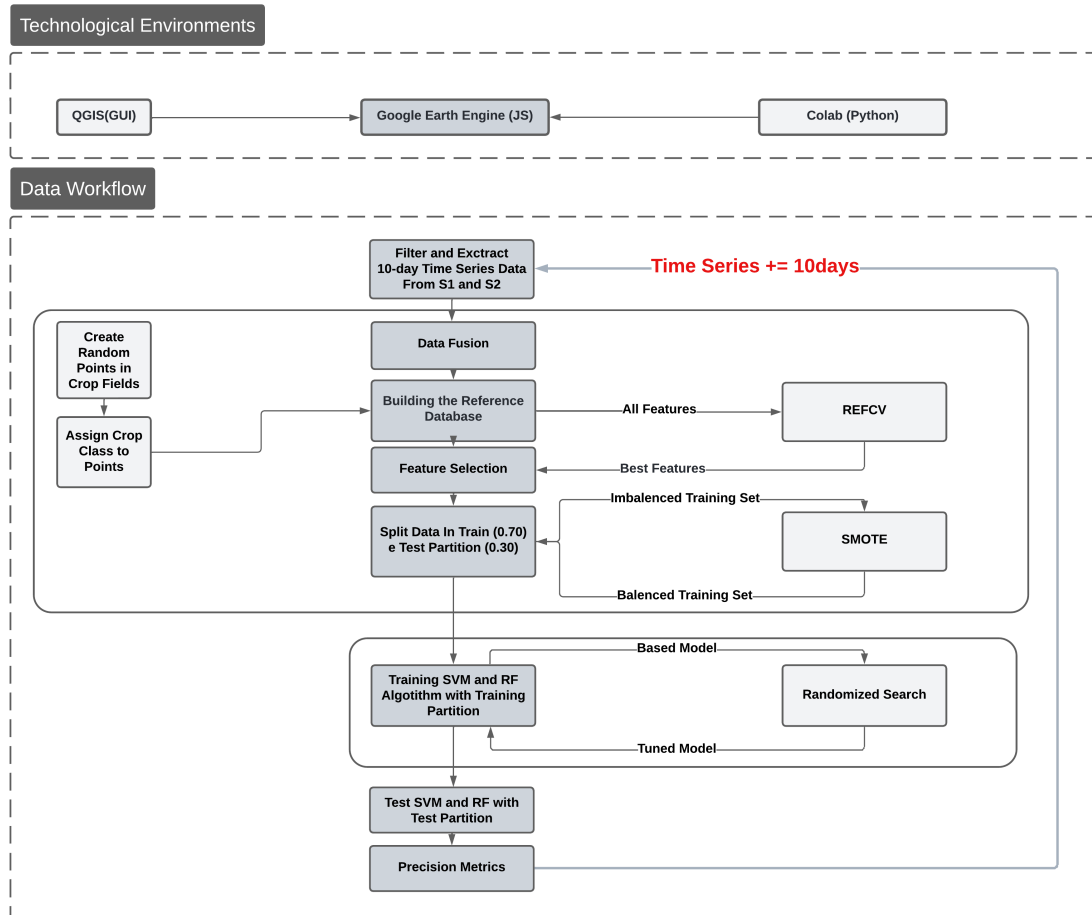 Technological Environments
QGIS(GUI)
Google Earth Engine (JS)
Colab (Python)
Data Workflow
Filter and Exctract
10-day Time Series Data
From S1 and S2
Time Series += 10days
Create
Random
Points in
Crop Fields
Data Fusion
Building the Reference
Database
All Features
REFCV
Assign Crop
Class to
Points
Feature Selection
Best Features
Imbalenced Training Set
Split Data In Train (0.70)
e Test Partition (0.30)
SMOTE
Balenced Training Set
Based Model
Training SVM and RF
Algotithm with Training
Partition
Randomized Search
Tuned Model
Test SVM and RF with
Test Partition
Precision Metrics